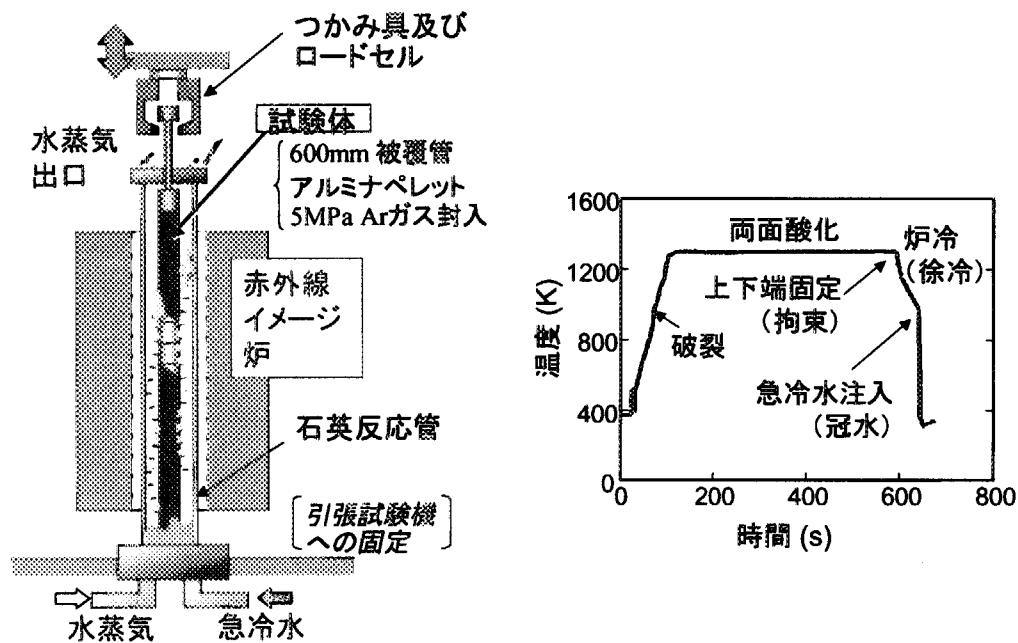 つかみ具及び
ロードセル
水蒸気
出口
試験体
600mm 被覆管
アルミナペレット
5MPa Arガス封入
赤外線
イメージ
炉
石英反応管
引張試験機
への固定
水蒸気
急冷水
1600
1200
800
400
0
温度 (K)
両面酸化
炉冷
(徐冷)
上下端固定
(拘束)
破裂
急冷水注入
(冠水)
0
200
400
600
800
時間 (s)